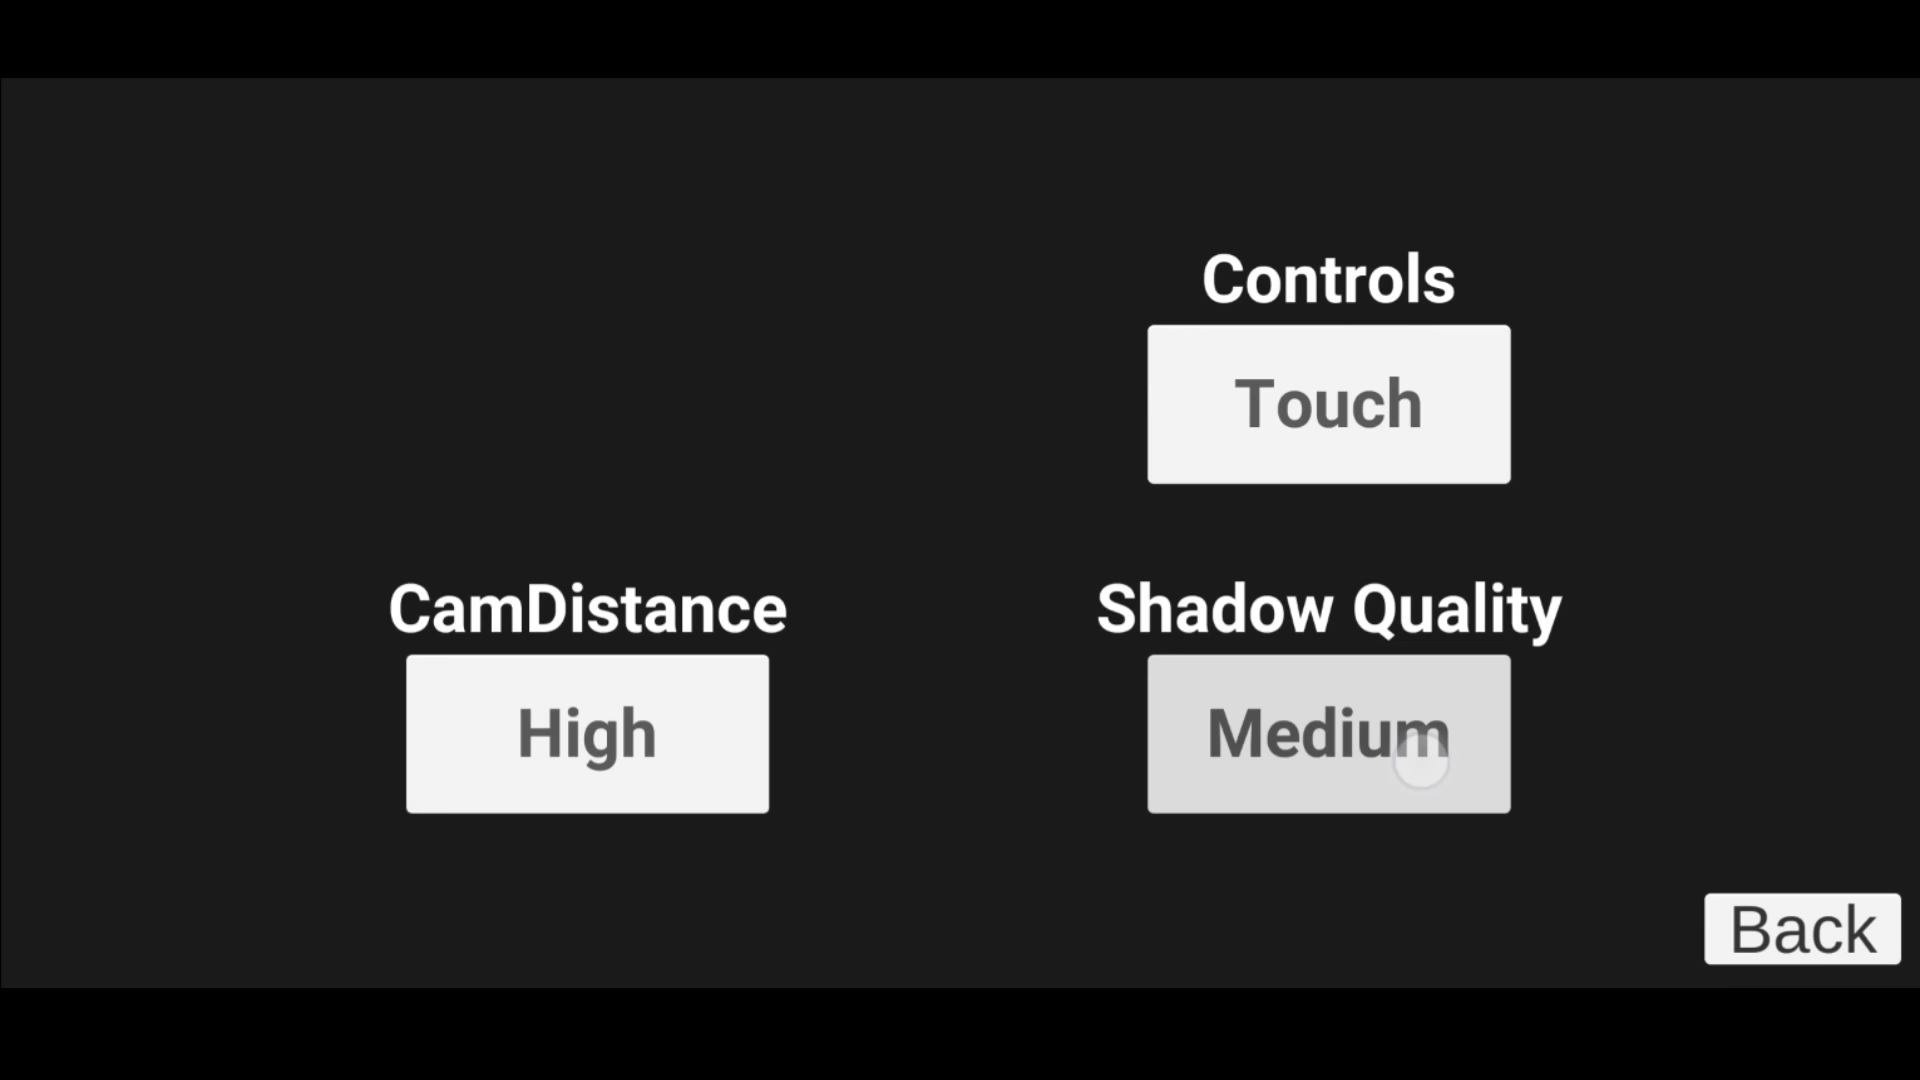 Controls
Touch
CamDistance
High
Shadow Quality
Medium
Back